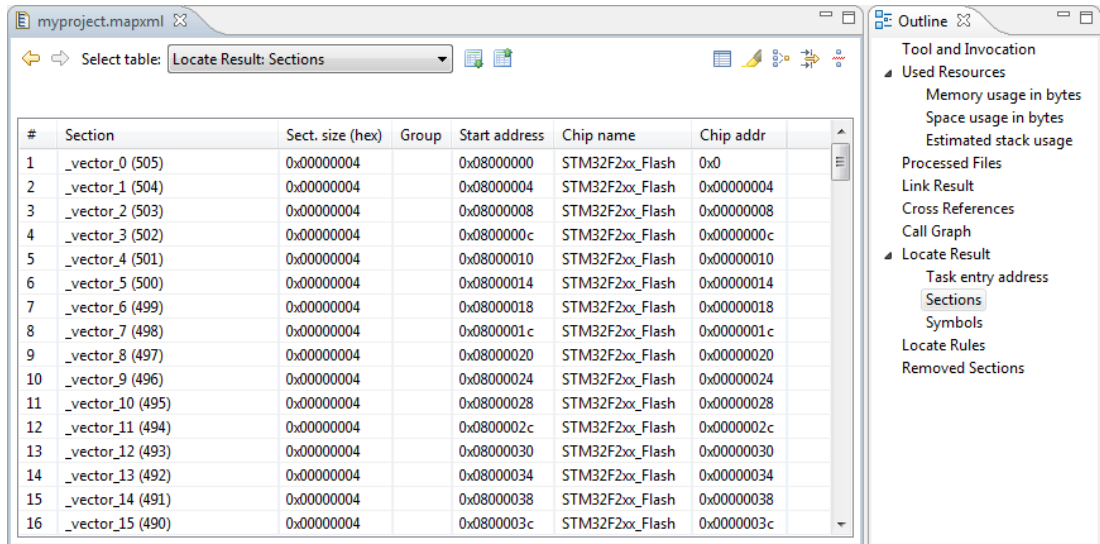 myproject.mapxml
Select table: Locate Result: Sections
# Section Sect. size (hex) Group Start address Chip name Chip addr
1 _vector_0 (505) 0x00000004 0x08000000 STM32F2xx_Flash 0x0
2 _vector_1 (504) 0x00000004 0x08000004 STM32F2xx_Flash 0x00000004
3 _vector_2 (503) 0x00000004 0x08000008 STM32F2xx_Flash 0x00000008
4 _vector_3 (502) 0x00000004 0x0800000c STM32F2xx_Flash 0x0000000c
5 _vector_4 (501) 0x00000004 0x08000010 STM32F2xx_Flash 0x00000010
6 _vector_5 (500) 0x00000004 0x08000014 STM32F2xx_Flash 0x00000014
7 _vector_6 (499) 0x00000004 0x08000018 STM32F2xx_Flash 0x00000018
8 _vector_7 (498) 0x00000004 0x0800001c STM32F2xx_Flash 0x0000001c
9 _vector_8 (497) 0x00000004 0x08000020 STM32F2xx_Flash 0x00000020
10 _vector_9 (496) 0x00000004 0x08000024 STM32F2xx_Flash 0x00000024
11 _vector_10 (495) 0x00000004 0x08000028 STM32F2xx_Flash 0x00000028
12 _vector_11 (494) 0x00000004 0x0800002c STM32F2xx_Flash 0x0000002c
13 _vector_12 (493) 0x00000004 0x08000030 STM32F2xx_Flash 0x00000030
14 _vector_13 (492) 0x00000004 0x08000034 STM32F2xx_Flash 0x00000034
15 _vector_14 (491) 0x00000004 0x08000038 STM32F2xx_Flash 0x00000038
16 _vector_15 (490) 0x00000004 0x0800003c STM32F2xx_Flash 0x0000003c
Outline
Tool and Invocation
Used Resources
Memory usage in bytes
Space usage in bytes
Estimated stack usage
Processed Files
Link Result
Cross References
Call Graph
Locate Result
Task entry address
Sections
Symbols
Locate Rules
Removed Sections